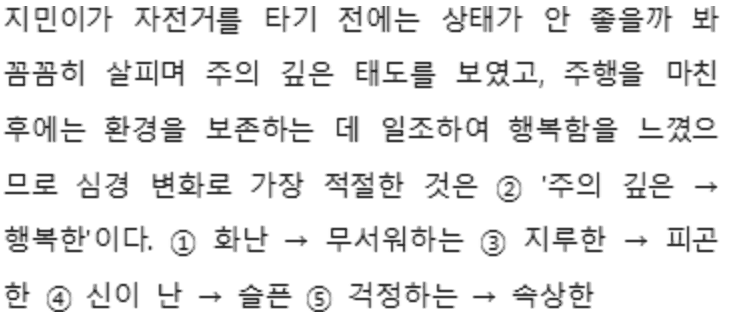 지민이가 자전거를 타기 전에는 상태가 안 좋을까 봐
꼼꼼히 살피며 주의 깊은 태도를 보였고, 주행을 마친
후에는 환경을 보존하는 데 일조하여 행복함을 느꼈으
므로 심경 변화로 가장 적절한 것은 ② '주의 깊은 →
행복한'이다. ① 화난 → 무서워하는 ③ 지루한 → 피곤
한 ④ 신이 난 → 슬픈 ⑤ 걱정하는 → 속상한